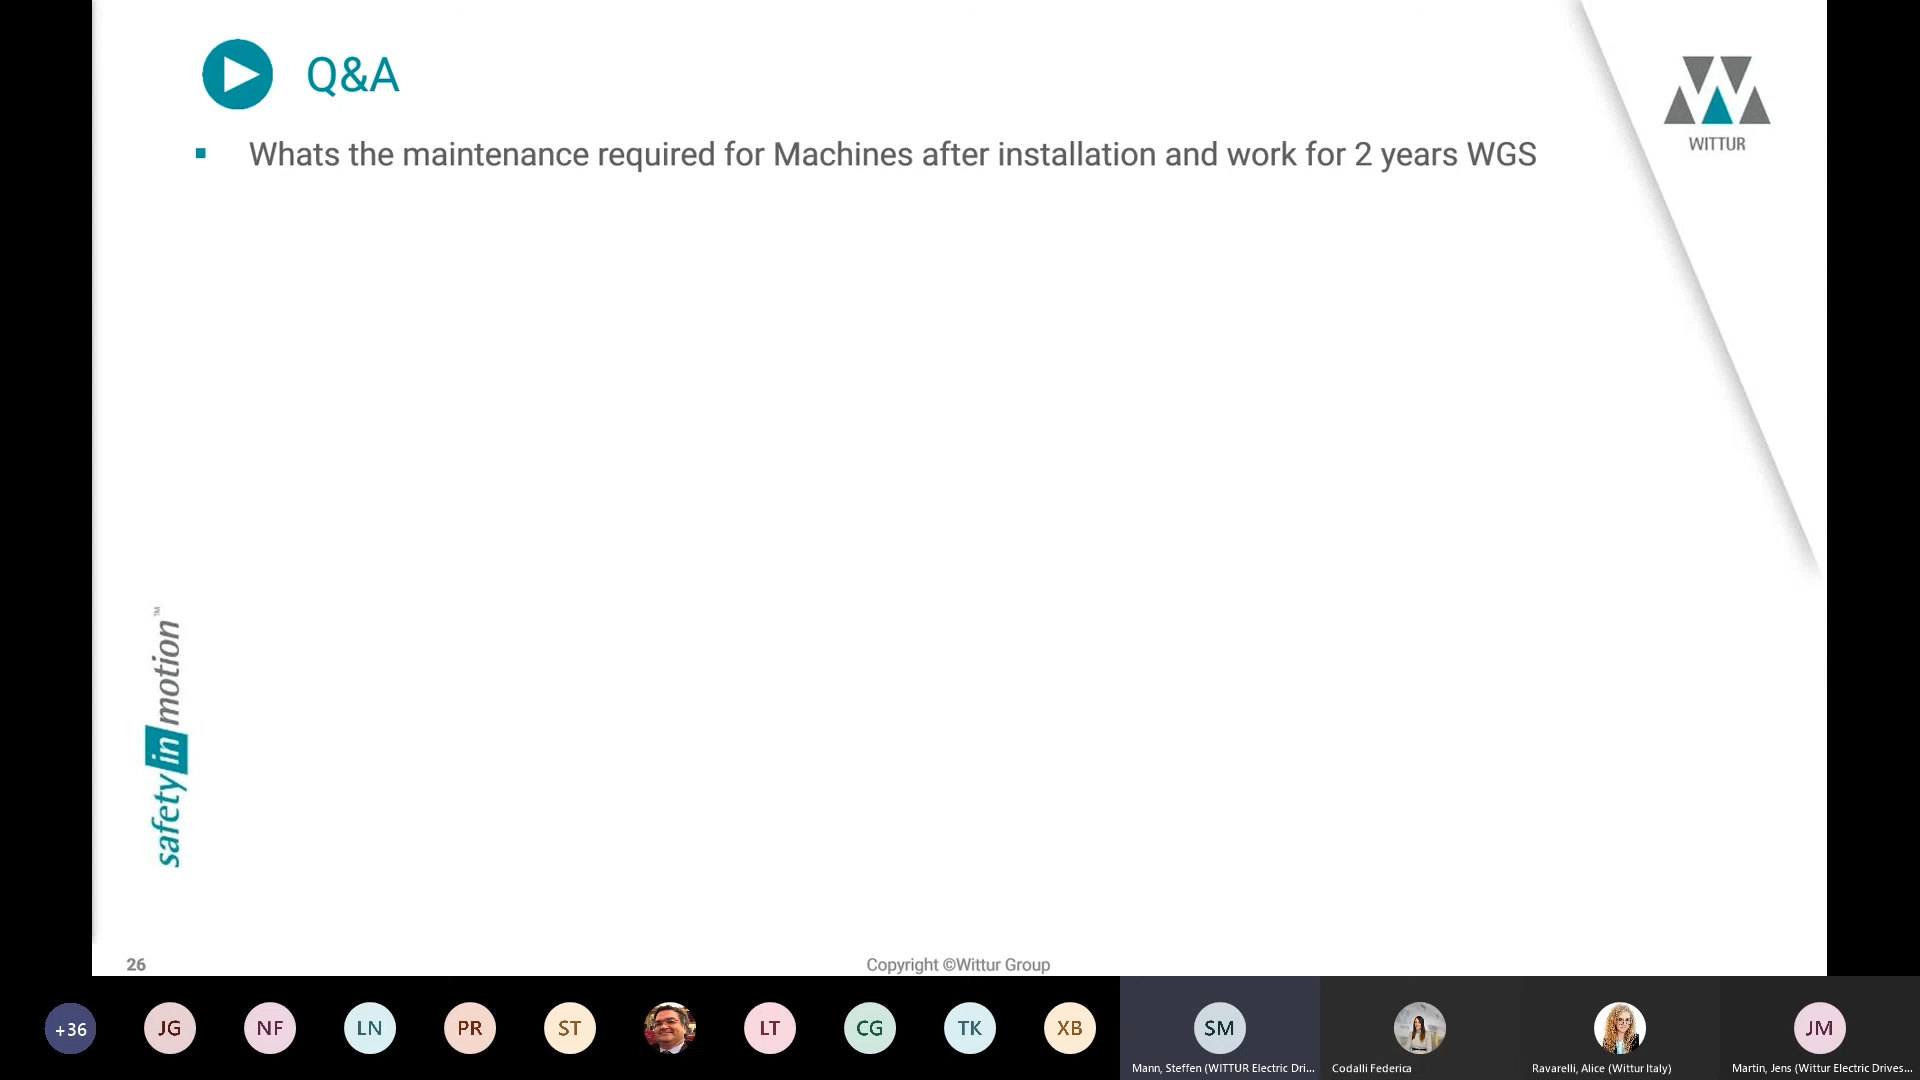 Q&A
WITTUR
Whats the maintenance required for Machines after installation and work for 2 years WGS
safety in motion™
26
Copyright ©Wittur Group
+36
JG
NF
LN
PR
ST
LT
CG
TK
XB
SM
JM
Mann, Steffen (WITTUR Electric Dri...
Codalli Federica
Ravarelli, Alice (Wittur Italy)
Martin, Jens (Wittur Electric Drives...